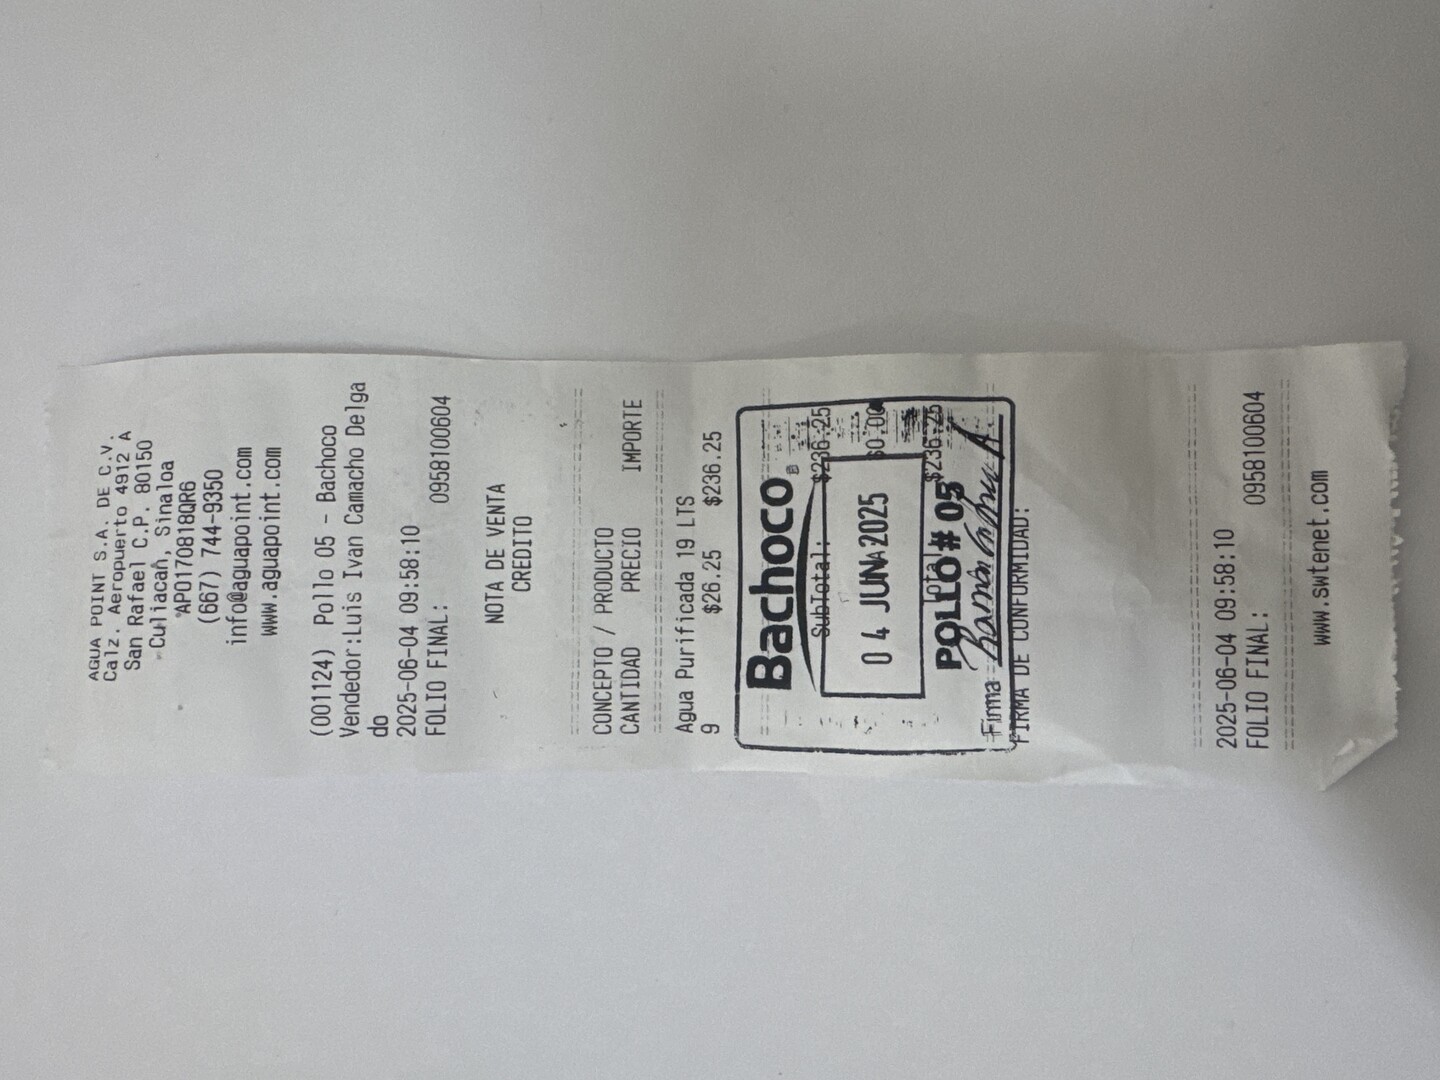 AGUA POINT S.A. DE C.V.
Calz. Aeropuerto 4912 A
San Rafael C.P. 80150
Culiacan, Sinaloa
APO170818QR6
(667) 744-9350
info@aguapoint.com
www.aguapoint.com
(001124) Pollo 05 - Bachoco
Vendedor:Luis Ivan Camacho Delga
do
2025-06-04 09:58:10
FOLIO FINAL: 0958100604
NOTA DE VENTA
CREDITO
CONCEPTO / PRODUCTO
CANTIDAD PRECIO IMPORTE
Agua Purificada 19 LTS
9 $26.25 $236.25
Bachoco
SubTotal: $236.25
04 JUN 2025
$0.00
Total $236.25
POLLO # 05
Firma
FIRMA DE CONFORMIDAD:
2025-06-04 09:58:10
FOLIO FINAL: 0958100604
www.swtenet.com